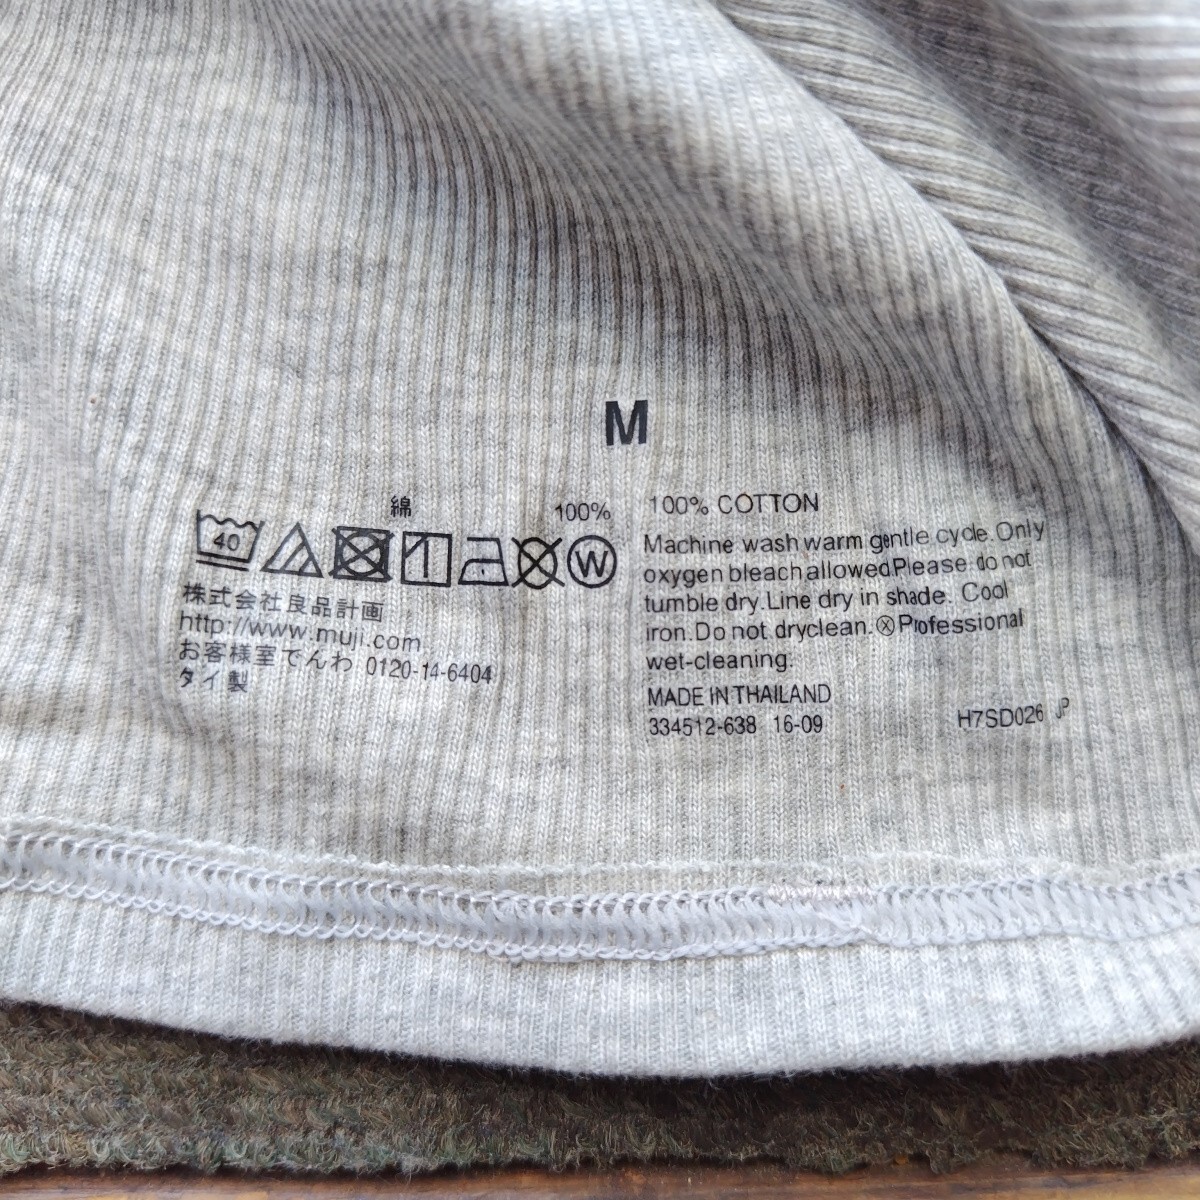 M
綿 100%
40 W
株式会社良品計画
http://www.muji.com
お客様室でんわ 0120-14-6404
タイ製
100% COTTON
Machine wash warm gentle cycle.Only
oxygen bleach allowed.Please do not
tumble dry.Line dry in shade. Cool
iron.Do not dryclean.ⓧProfessional
wet-cleaning.
MADE IN THAILAND
334512-638 16-09 H7SD026 JP